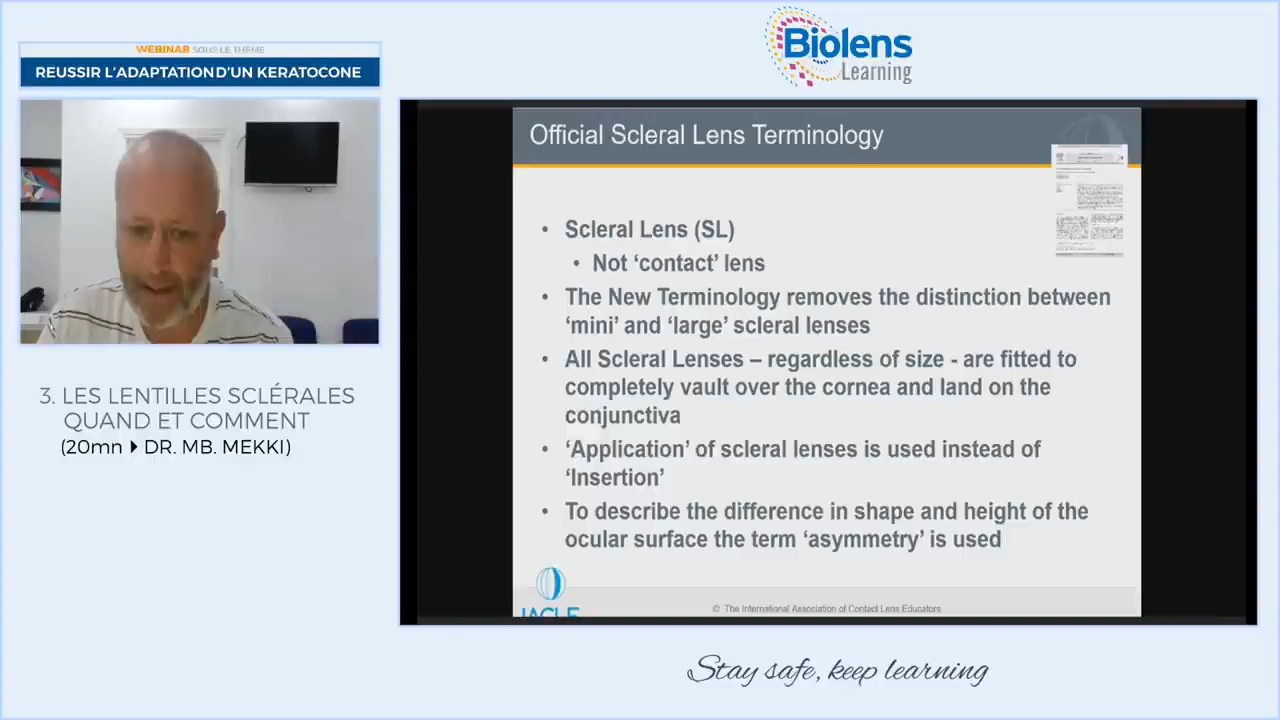 Biolens
Learning
WEBINAR SOUS LE THÈME
REUSSIR L'ADAPTATION D'UN KERATOCONE
3. LES LENTILLES SCLÉRALES
QUAND ET COMMENT
(20mn DR. MB. MEKKI)
Official Scleral Lens Terminology
• Scleral Lens (SL)
• Not ‘contact’ lens
• The New Terminology removes the distinction between
‘mini’ and ‘large’ scleral lenses
• All Scleral Lenses – regardless of size - are fitted to
completely vault over the cornea and land on the
conjunctiva
• ‘Application’ of scleral lenses is used instead of
‘Insertion’
• To describe the difference in shape and height of the
ocular surface the term ‘asymmetry’ is used
IACLE
© The International Association of Contact Lens Educators
Stay safe, keep learning